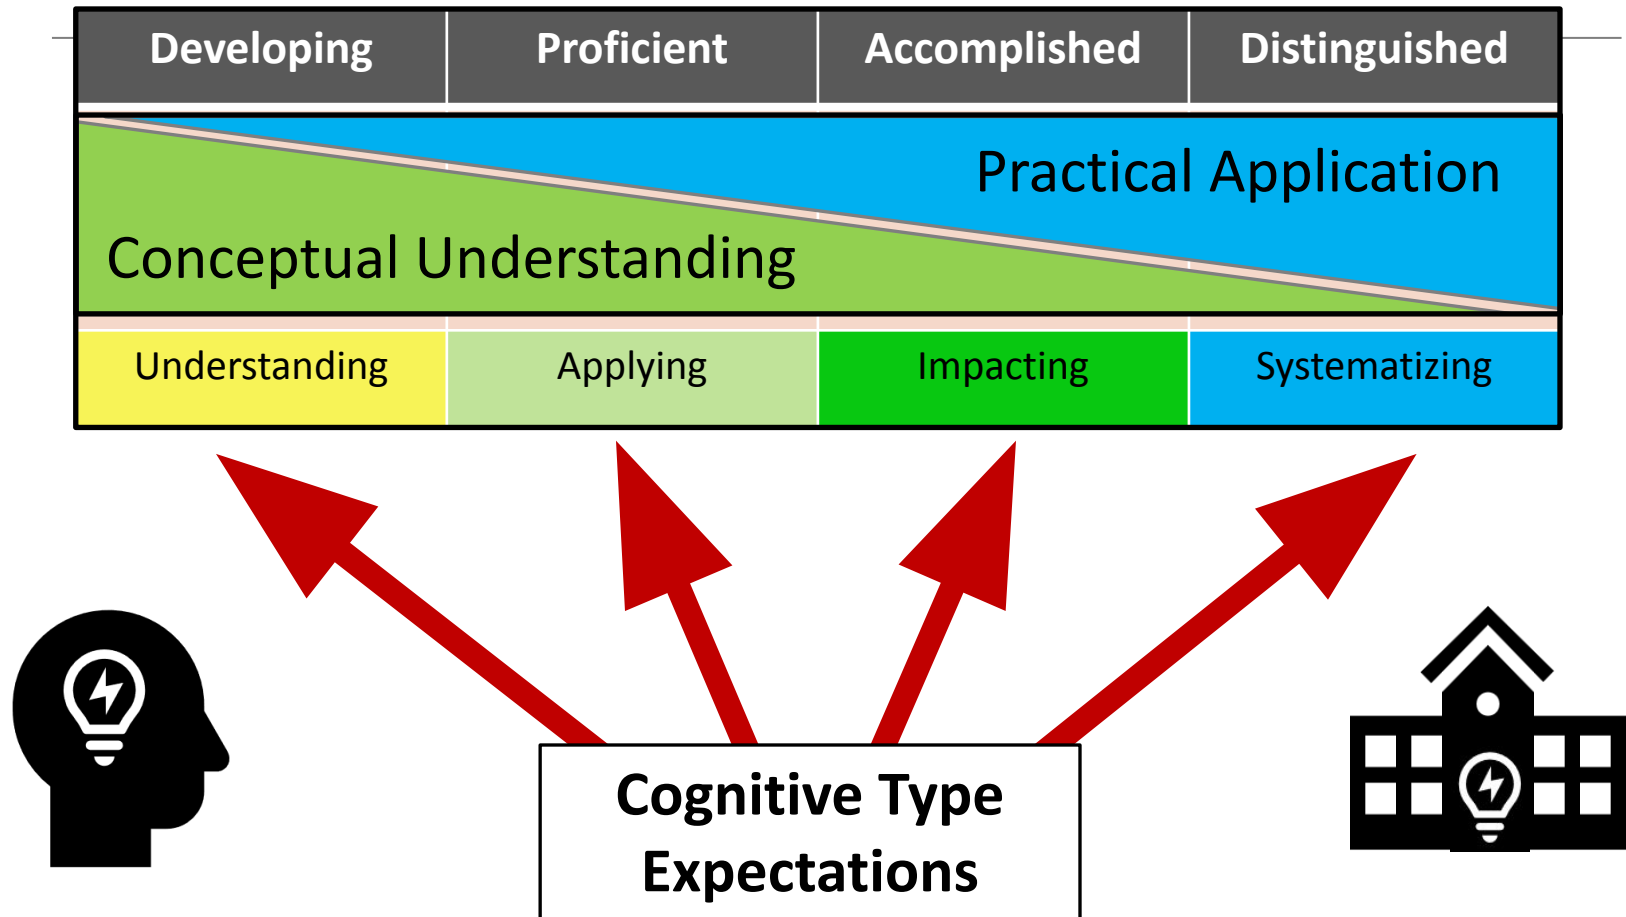 Developing Proficient Accomplished Distinguished
Practical Application
Conceptual Understanding
Understanding Applying Impacting Systematizing
Cognitive Type
Expectations